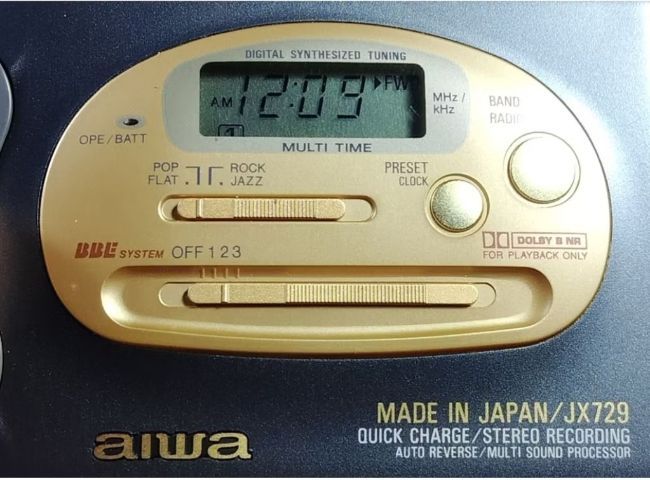 DIGITAL SYNTHESIZED TUNING
AM 12:09 ▶FW
1
MHz/
kHz
BAND
RADIO
OPE/BATT
MULTI TIME
POP ROCK
FLAT JAZZ
PRESET
CLOCK
BBE SYSTEM OFF 1 2 3
DOLBY B NR
FOR PLAYBACK ONLY
MADE IN JAPAN/JX729
aiwa
QUICK CHARGE/STEREO RECORDING
AUTO REVERSE/MULTI SOUND PROCESSOR